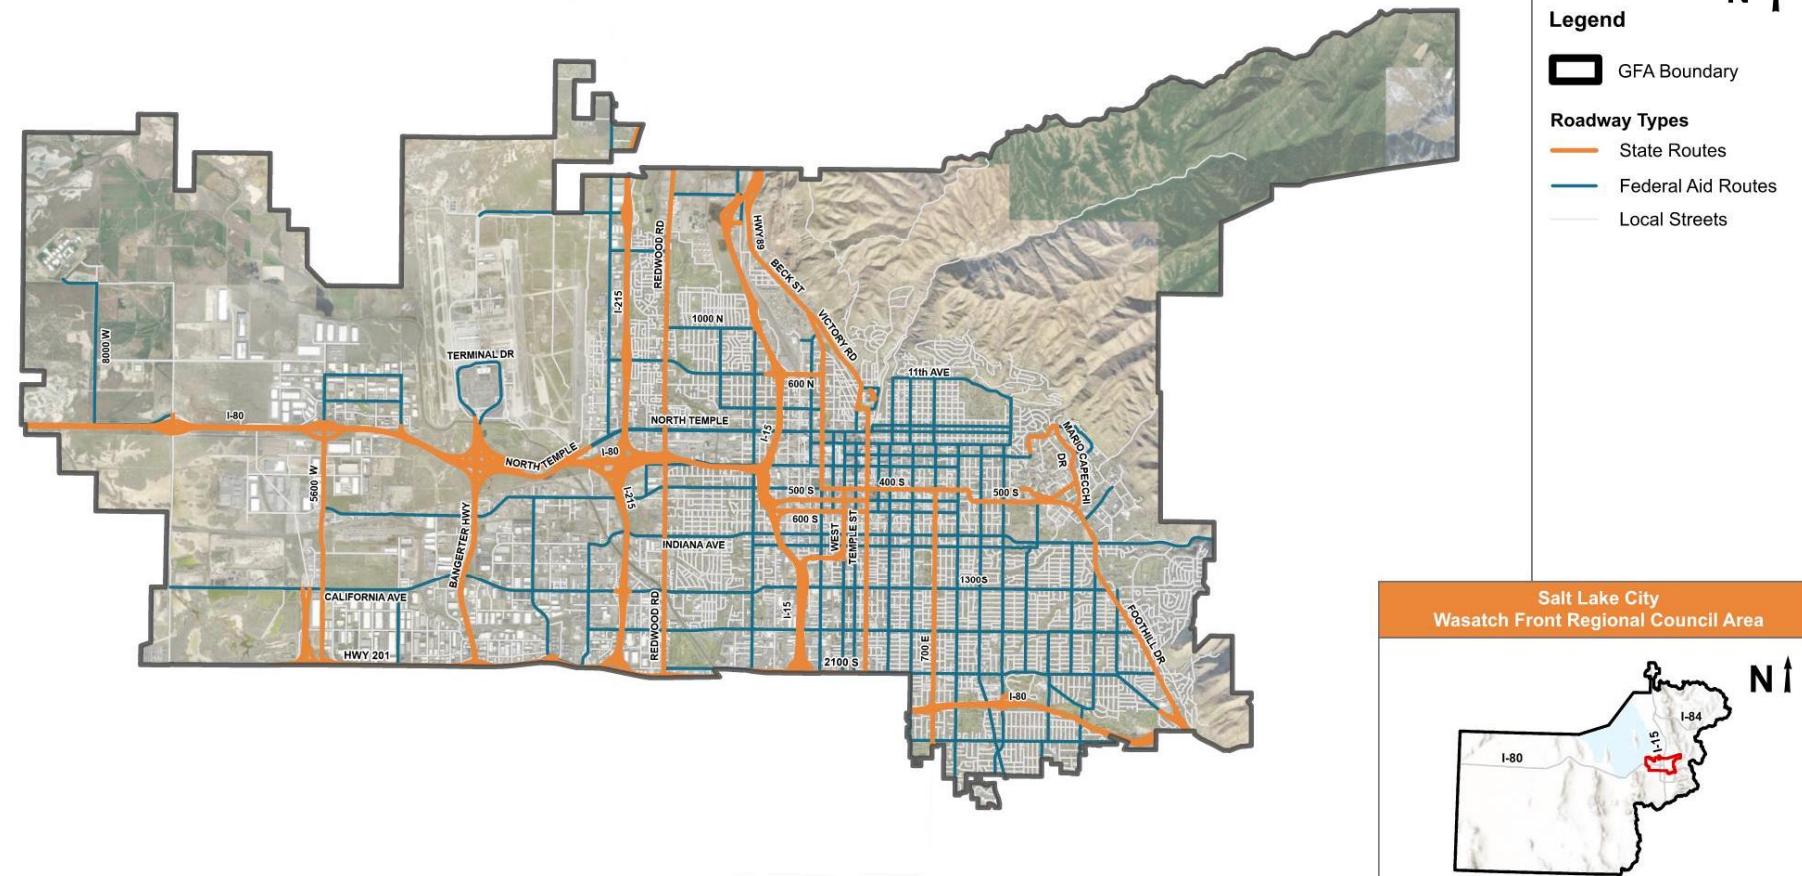 N
Legend
GFA Boundary
Roadway Types
State Routes
Federal Aid Routes
Local Streets
HWY 89
REDWOOD RD
BECK ST
I-215
8000 W
1000 N
VICTORY RD
TERMINAL DR
11th AVE
600 N
I-80
NORTH TEMPLE
I-15
MARIO CAPECCHI
DR
NORTH TEMPLE
I-80
5600 W
I-215
500 S
400 S
500 S
600 S
BANGERTER HWY
WEST
TEMPLE ST
INDIANA AVE
1300S
CALIFORNIA AVE
I-15
REDWOOD RD
FOOTHILL DR
700 E
HWY 201
2100 S
I-80
Salt Lake City
Wasatch Front Regional Council Area
N
I-84
I-15
I-80